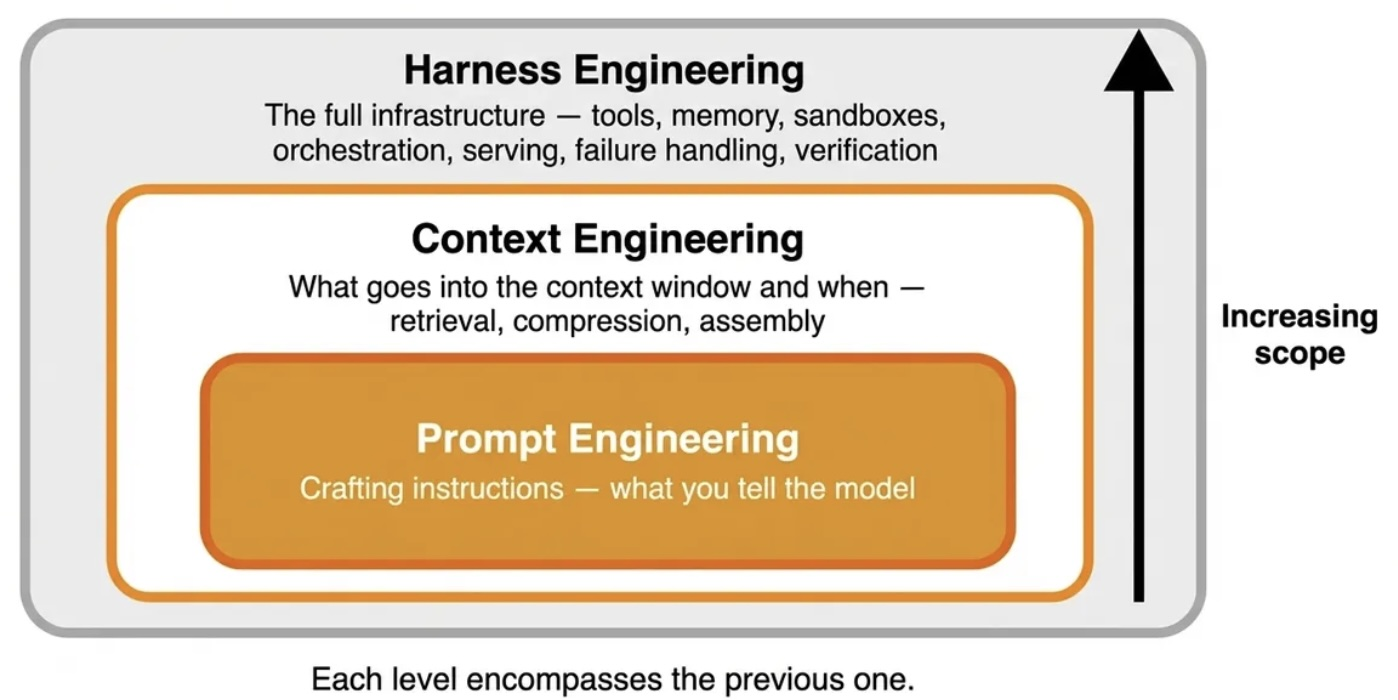 Harness Engineering
The full infrastructure — tools, memory, sandboxes,
orchestration, serving, failure handling, verification
Context Engineering
What goes into the context window and when —
retrieval, compression, assembly
Prompt Engineering
Crafting instructions — what you tell the model
Increasing
scope
Each level encompasses the previous one.